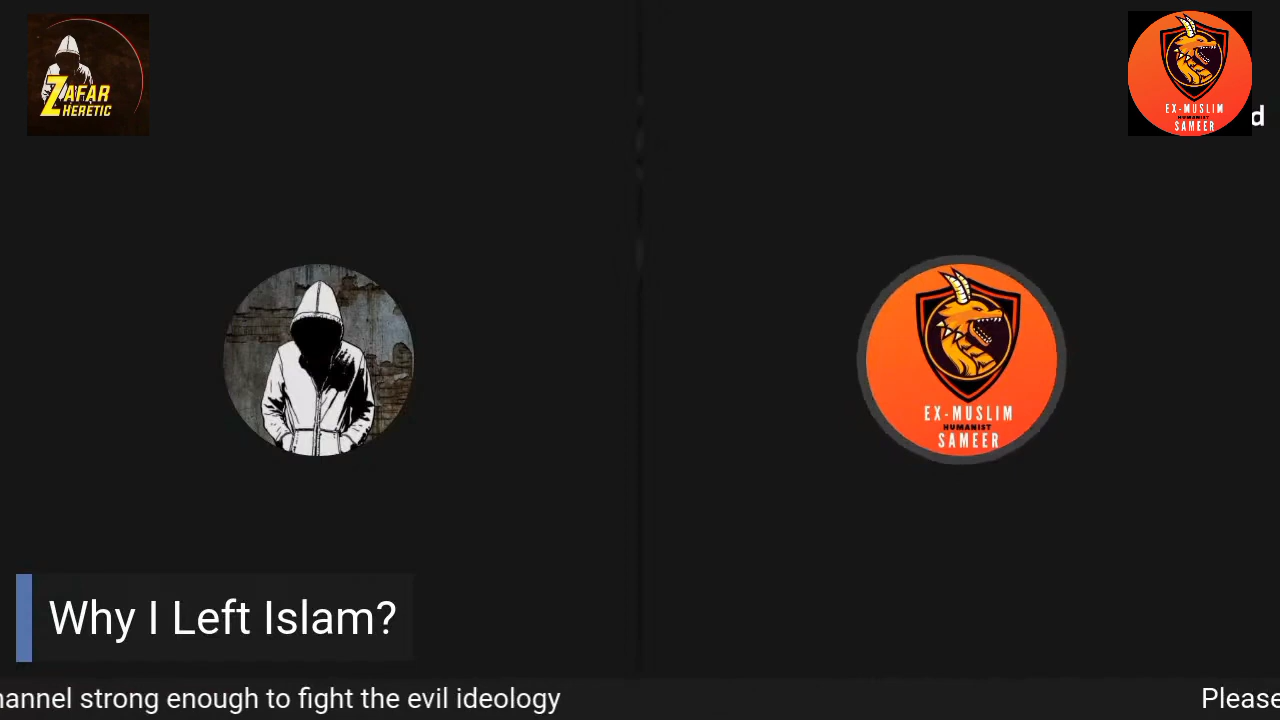 ZAFAR
HERETIC
EX-MUSLIM
HUMANIST
SAMEER
d
EX-MUSLIM
HUMANIST
SAMEER
Why I Left Islam?
hannel strong enough to fight the evil ideology
Please